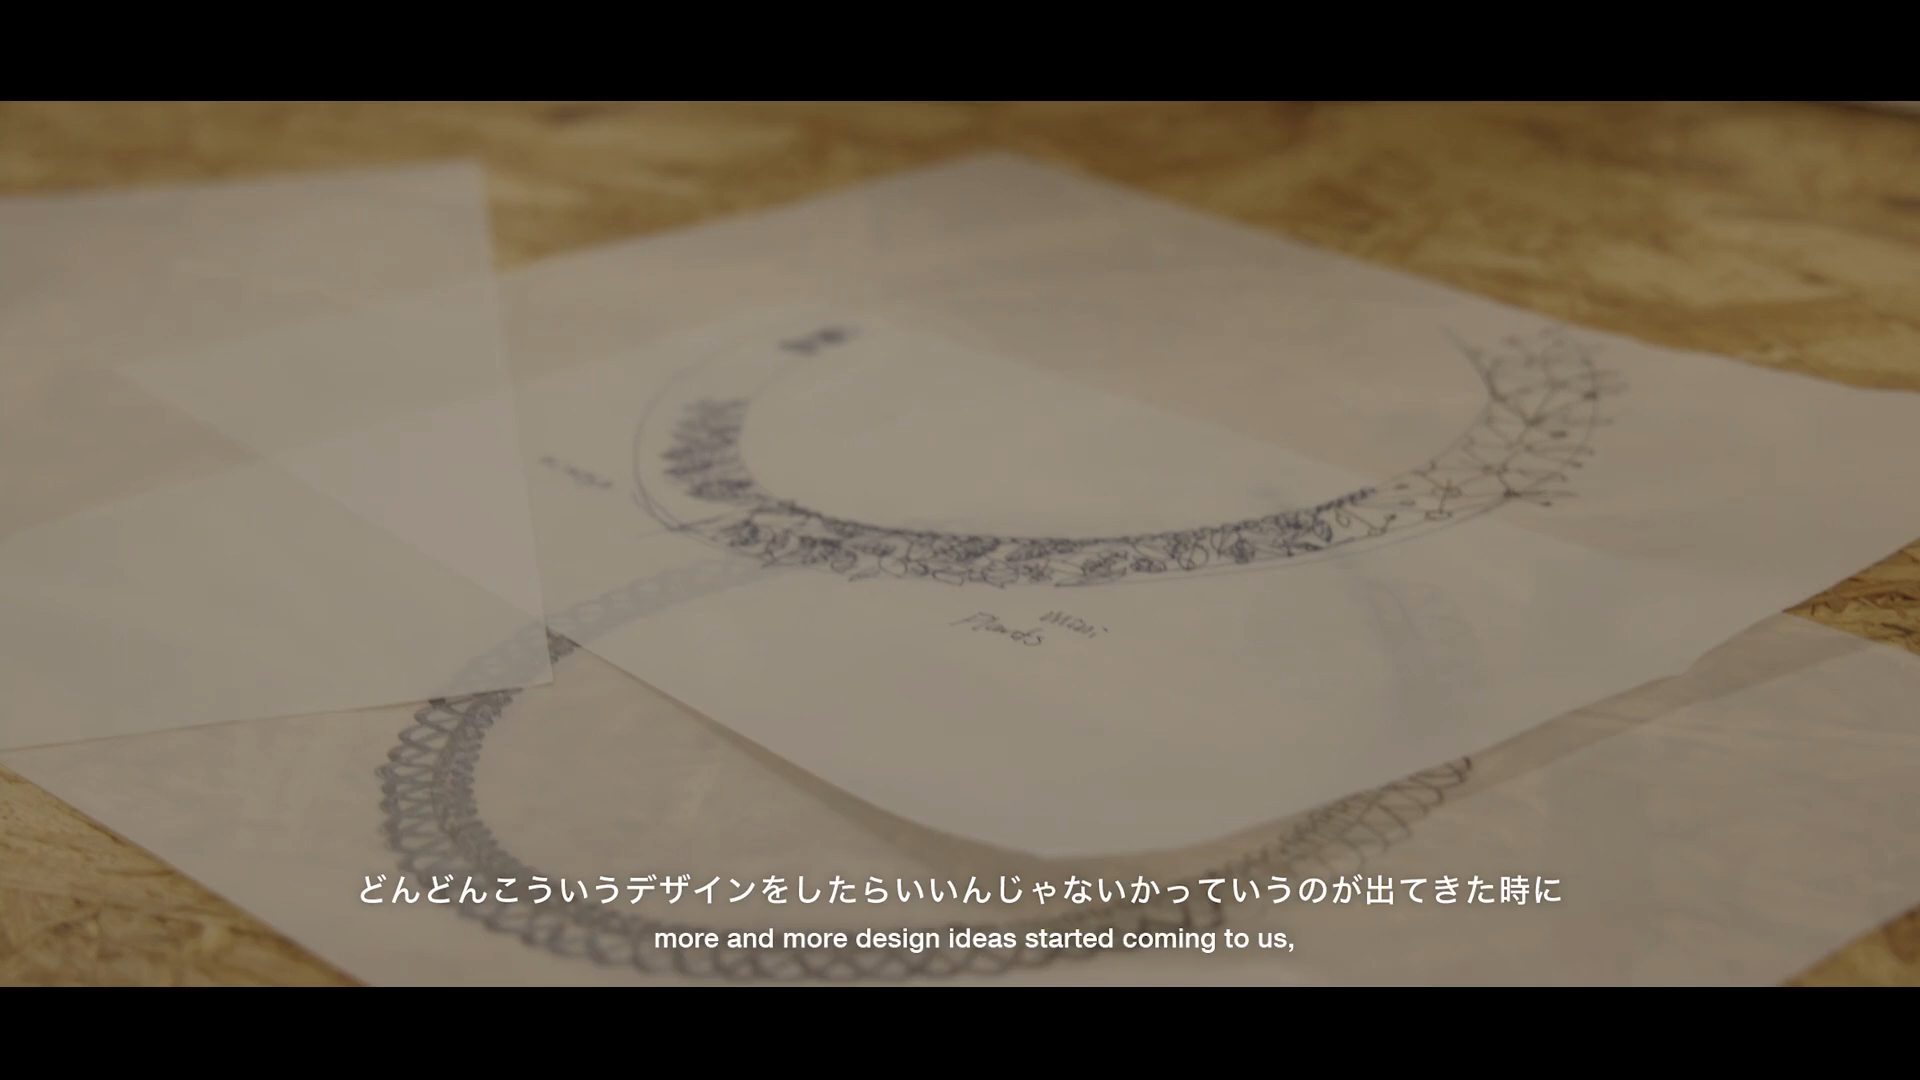 どんどんこういうデザインをしたらいいんじゃないかっていうのが出てきた時に
more and more design ideas started coming to us,